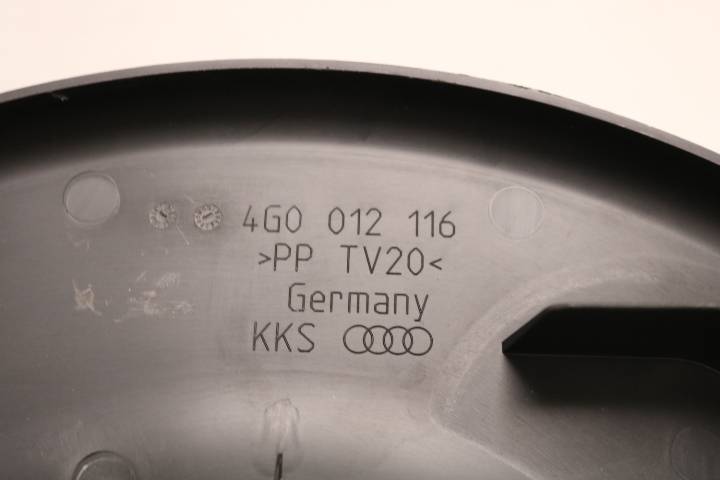 4G0 012 116
>PP TV20<
Germany
KKS